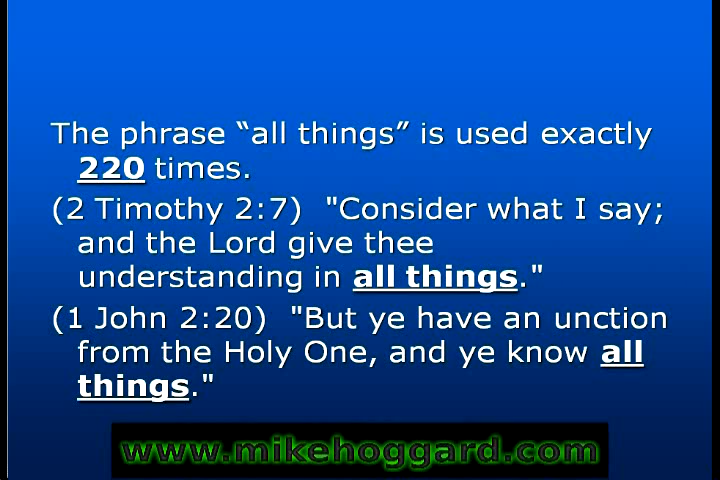 The phrase “all things” is used exactly
220 times.
(2 Timothy 2:7)  "Consider what I say;
and the Lord give thee
understanding in all things."
(1 John 2:20)  "But ye have an unction
from the Holy One, and ye know all
things."
www.mikehoggard.com